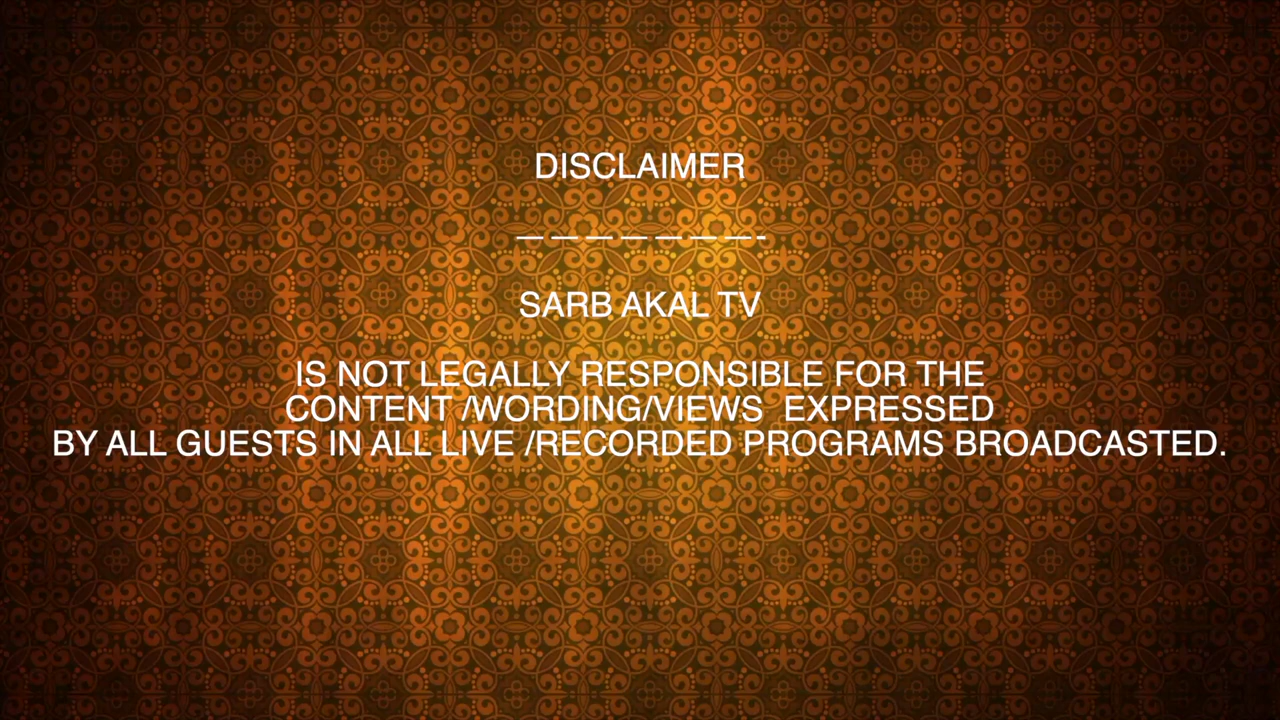 DISCLAIMER
— — — — — — —-
SARB AKAL TV
IS NOT LEGALLY RESPONSIBLE FOR THE
CONTENT /WORDING/VIEWS  EXPRESSED
BY ALL GUESTS IN ALL LIVE /RECORDED PROGRAMS BROADCASTED.